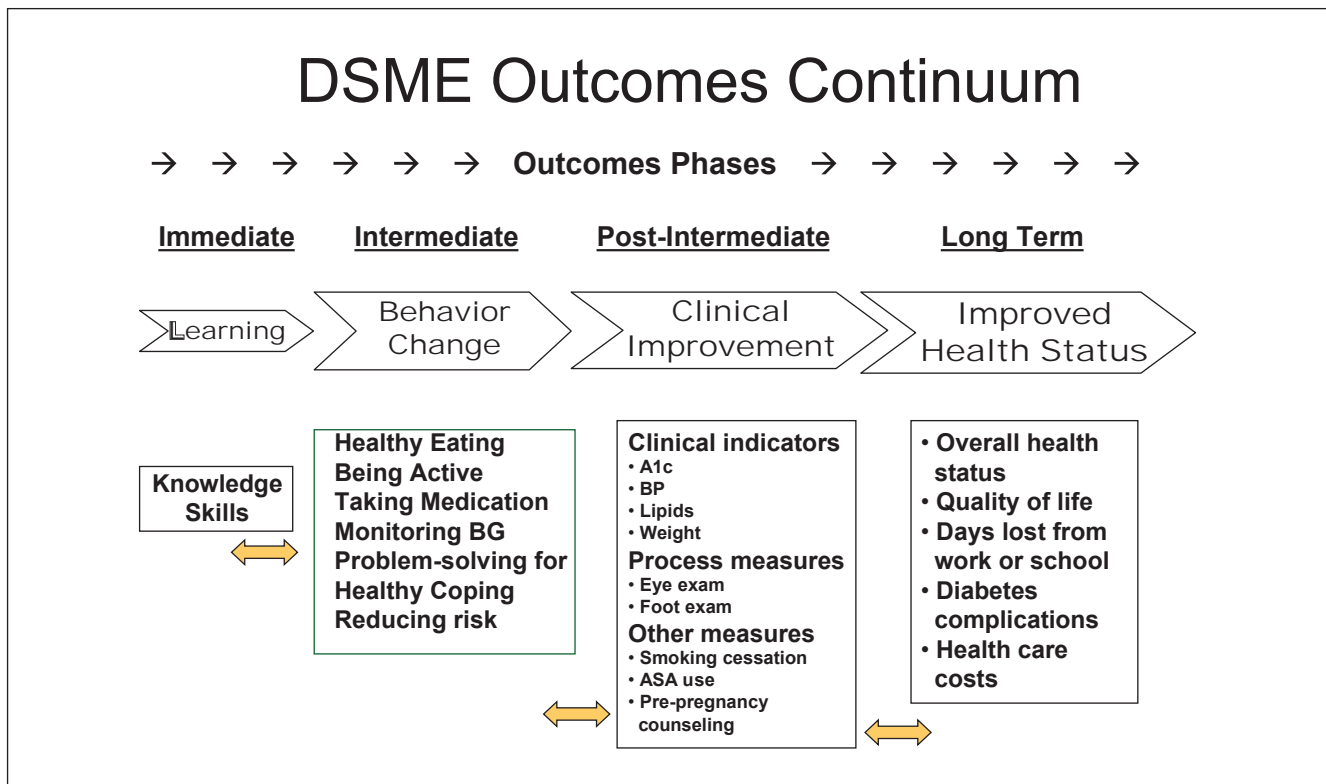 DSME Outcomes Continuum
→ → → → → → Outcomes Phases → → → → → →
Immediate
Intermediate
Post-Intermediate
Long Term
Learning
Behavior
Change
Clinical
Improvement
Improved
Health Status
Knowledge
Skills
Healthy Eating
Being Active
Taking Medication
Monitoring BG
Problem-solving for
Healthy Coping
Reducing risk
Clinical indicators
• A1c
• BP
• Lipids
• Weight
Process measures
• Eye exam
• Foot exam
Other measures
• Smoking cessation
• ASA use
• Pre-pregnancy
counseling
• Overall health
status
• Quality of life
• Days lost from
work or school
• Diabetes
complications
• Health care
costs